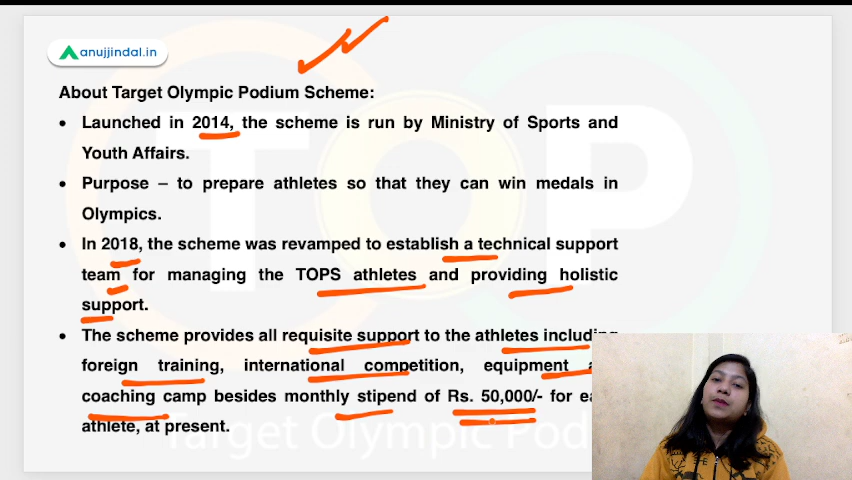 anujjindal.in
About Target Olympic Podium Scheme:
• Launched in 2014, the scheme is run by Ministry of Sports and
Youth Affairs.
• Purpose – to prepare athletes so that they can win medals in
Olympics.
• In 2018, the scheme was revamped to establish a technical support
team for managing the TOPS athletes and providing holistic
support.
• The scheme provides all requisite support to the athletes including
foreign training, international competition, equipment
coaching camp besides monthly stipend of Rs. 50,000/- for
athlete, at present.
TOP
Target Olympic